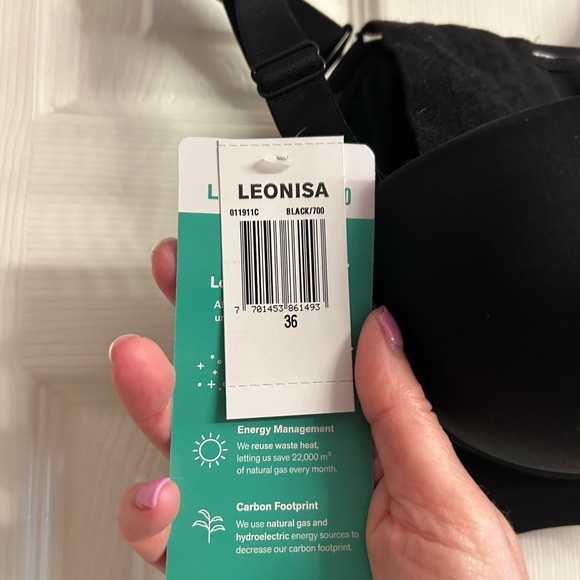 LEONISA
011911C BLACK/700
7 701453 861493
36
Energy Management
We reuse waste heat,
letting us save 22,000 m³
of natural gas every month.
Carbon Footprint
We use natural gas and
hydroelectric energy sources to
decrease our carbon footprint.